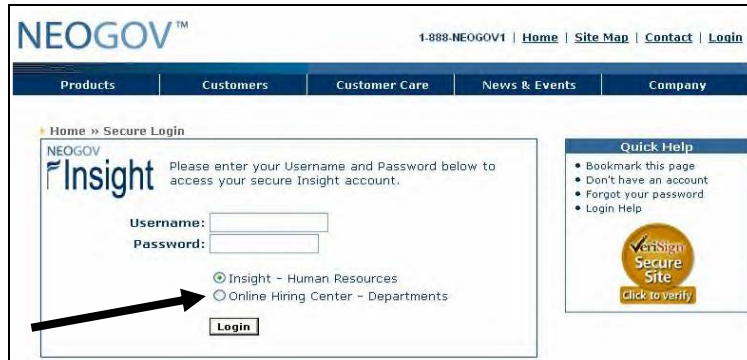 NEOGOV™
1-888-NEOGOV1 | Home | Site Map | Contact | Login
Products Customers Customer Care News & Events Company
Home » Secure Login
NEOGOV
Insight
Please enter your Username and Password below to
access your secure Insight account.
Username:
Password:
Insight - Human Resources
Online Hiring Center - Departments
Login
Quick Help
• Bookmark this page
• Don't have an account
• Forgot your password
• Login Help
VeriSign
Secure
Site
Click to verify